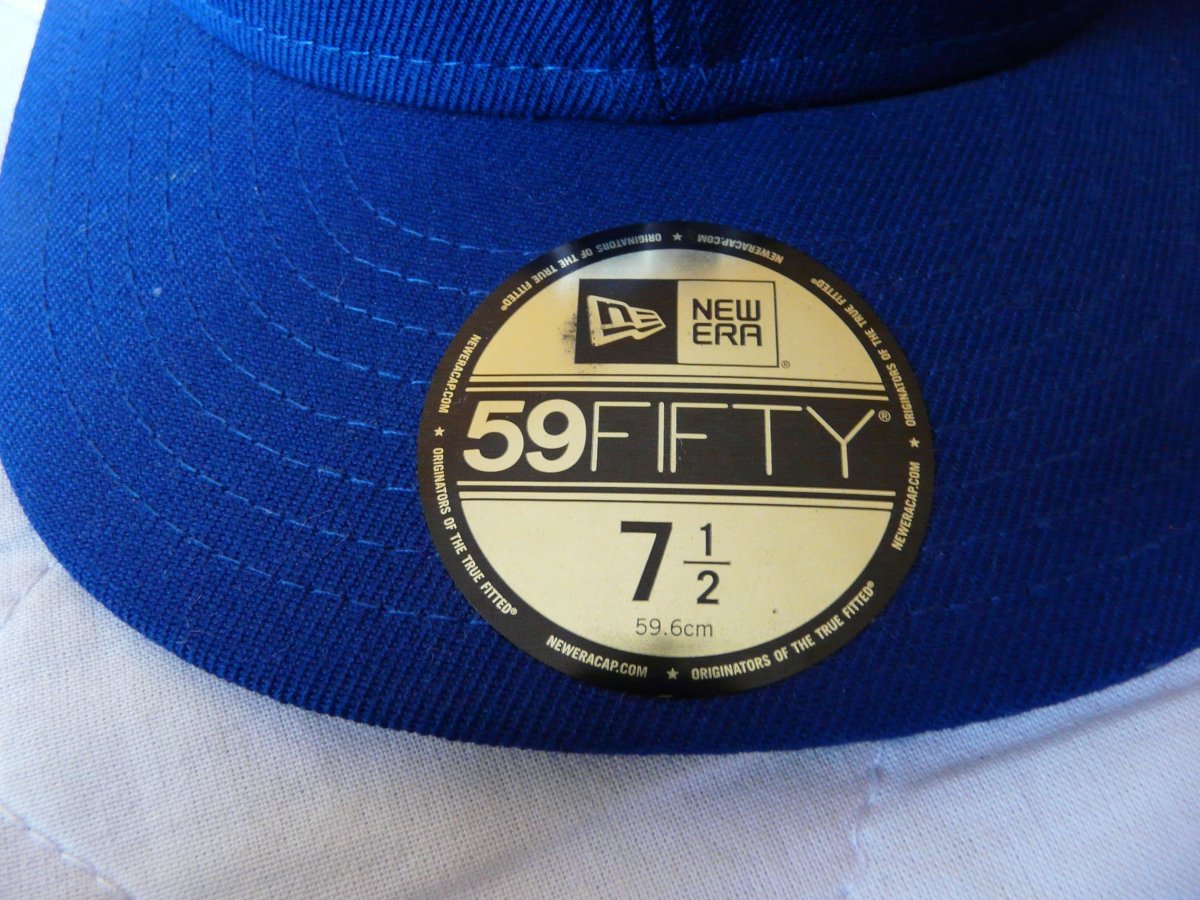 NE
NEW
ERA
®
59FIFTY®
7 1/2
59.6cm
NEWERACAP.COM ★ ORIGINATORS OF THE TRUE FITTED®
NEWERACAP.COM ★ ORIGINATORS OF THE TRUE FITTED®
NEWERACAP.COM ★ ORIGINATORS OF THE TRUE FITTED®
NEWERACAP.COM ★ ORIGINATORS OF THE TRUE FITTED®